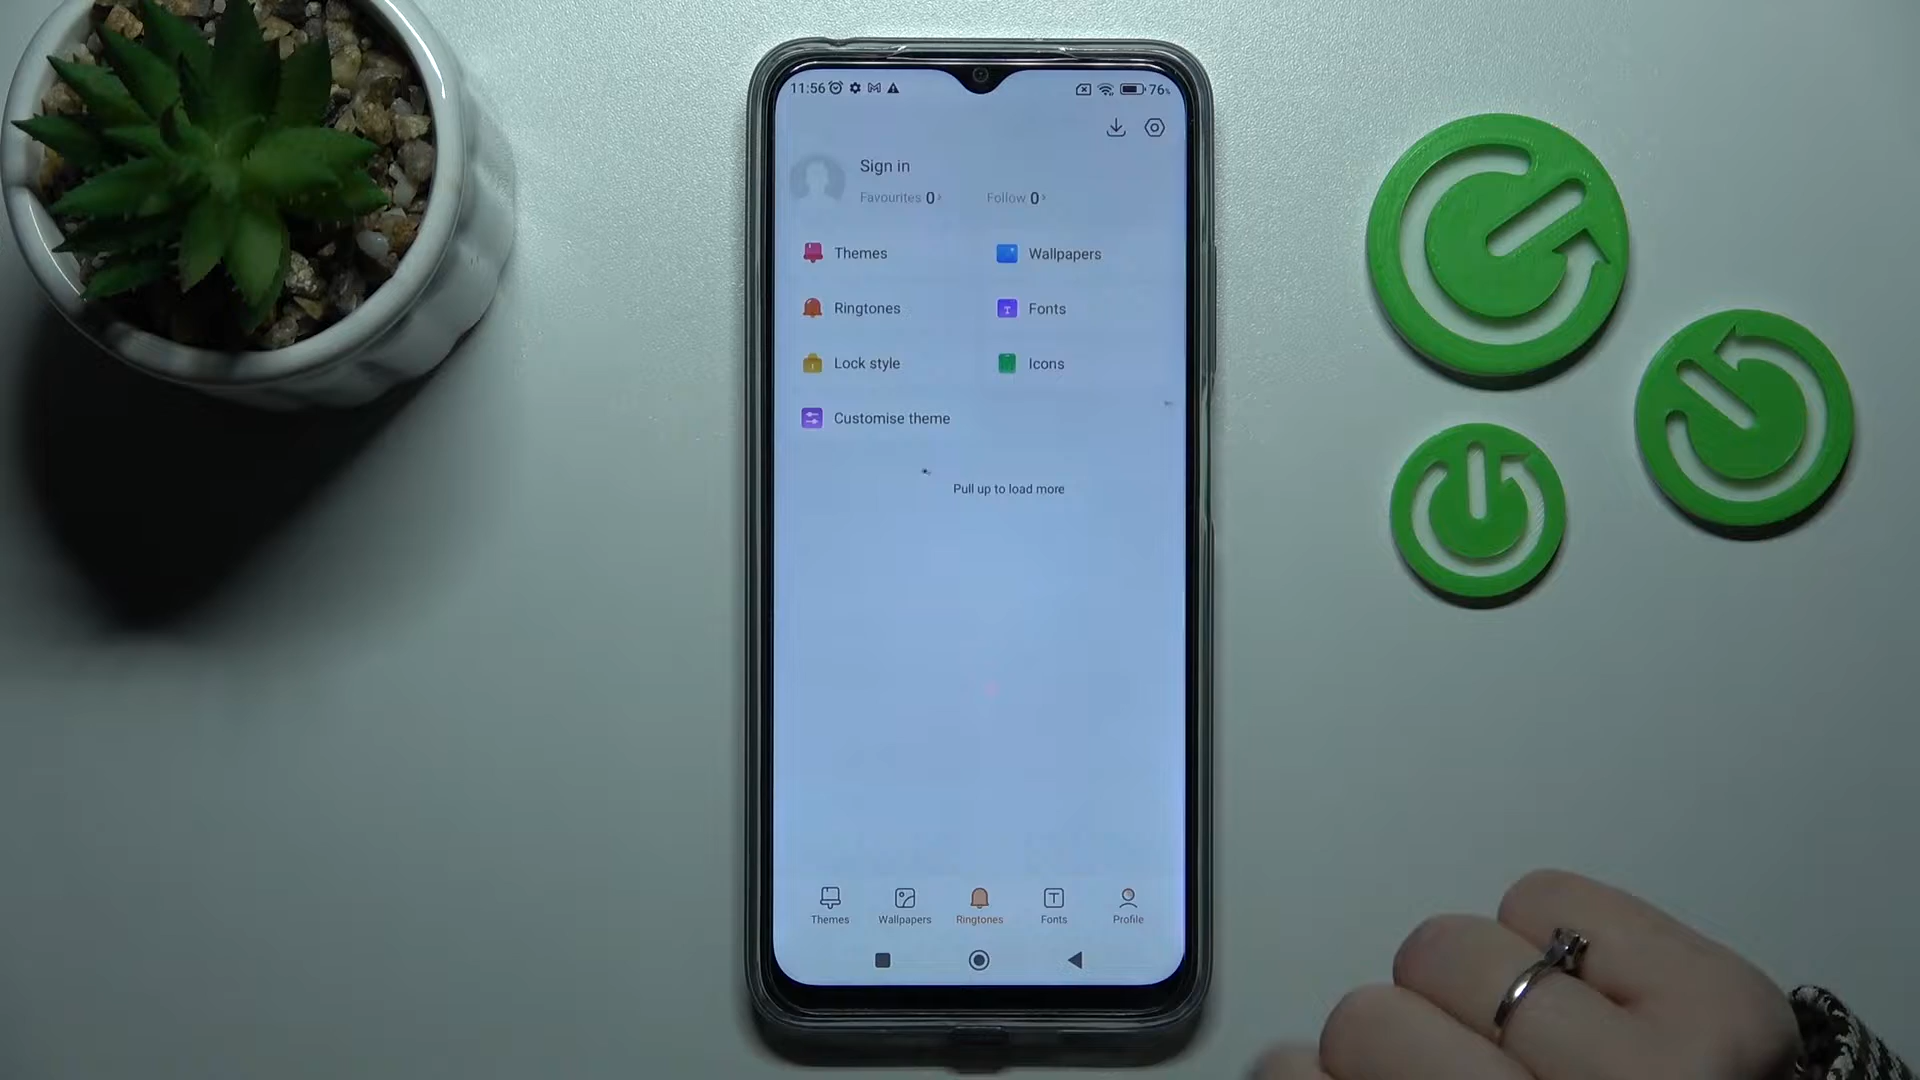 11:56 76%
Sign in
Favourites 0 > Follow 0 >
Themes Wallpapers
Ringtones Fonts
Lock style Icons
Customise theme
Pull up to load more
Themes Wallpapers Ringtones Fonts Profile